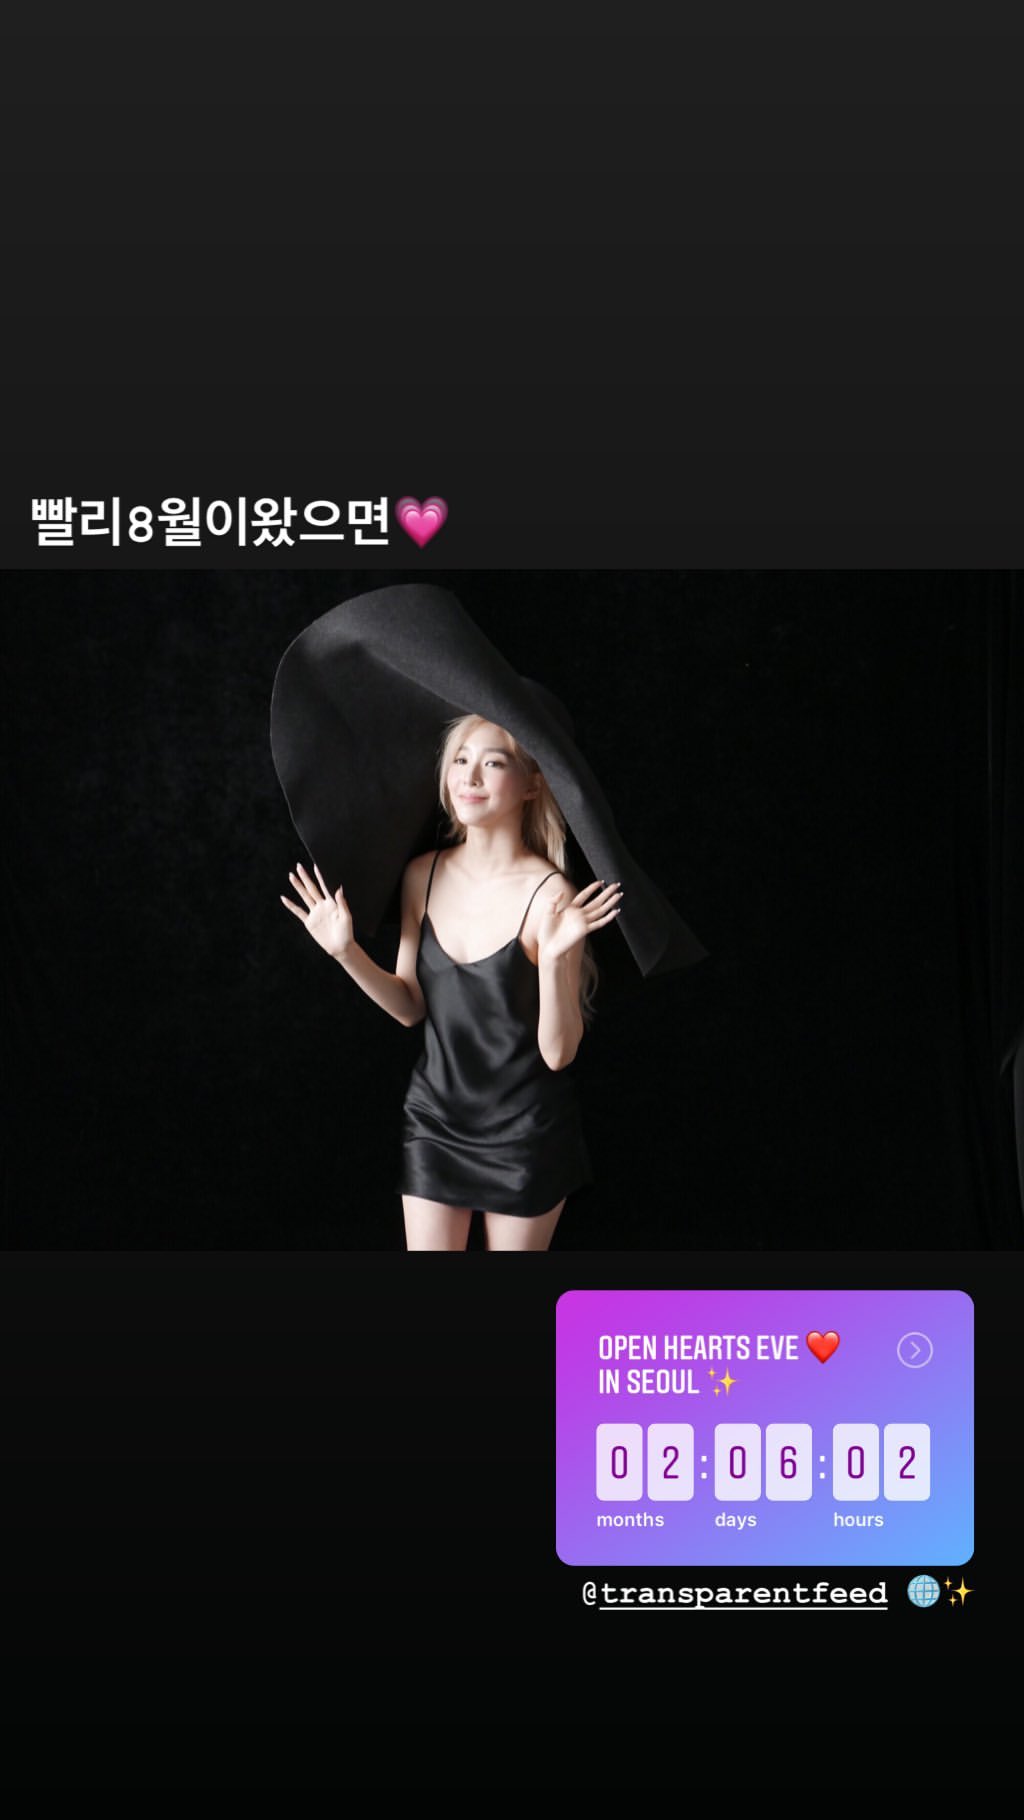 빨리8월이왔으면💗
OPEN HEARTS EVE ❤️
IN SEOUL ✨
02:06:02
months days hours
@transparentfeed 🌐✨